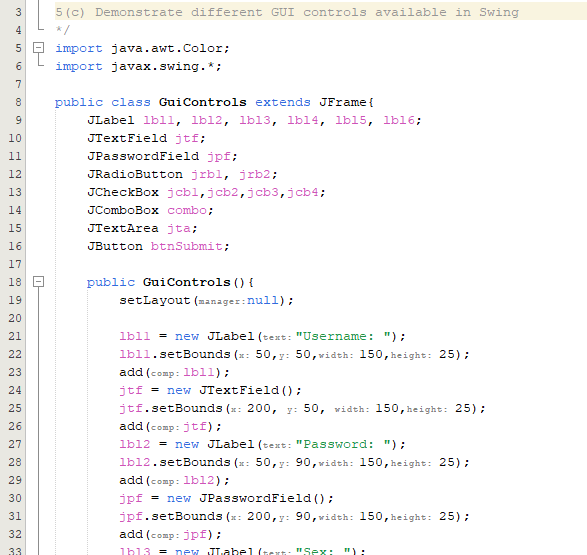 3 5(c) Demonstrate different GUI controls available in Swing
4 */
5 import java.awt.Color;
6 import javax.swing.*;
7
8 public class GuiControls extends JFrame{
9 JLabel lbl1, lbl2, lbl3, lbl4, lbl5, lbl6;
10 JTextField jtf;
11 JPasswordField jpf;
12 JRadioButton jrb1, jrb2;
13 JCheckBox jcb1,jcb2,jcb3,jcb4;
14 JComboBox combo;
15 JTextArea jta;
16 JButton btnSubmit;
17
18 public GuiControls(){
19 setLayout(manager:null);
20
21 lbl1 = new JLabel(text: "Username: ");
22 lbl1.setBounds(x: 50,y: 50,width: 150,height: 25);
23 add(comp: lbl1);
24 jtf = new JTextField();
25 jtf.setBounds(x: 200, y: 50, width: 150,height: 25);
26 add(comp: jtf);
27 lbl2 = new JLabel(text: "Password: ");
28 lbl2.setBounds(x: 50,y: 90,width: 150,height: 25);
29 add(comp: lbl2);
30 jpf = new JPasswordField();
31 jpf.setBounds(x: 200,y: 90,width: 150,height: 25);
32 add(comp: jpf);
33 lbl3 = new JLabel(text: "Sex: ");